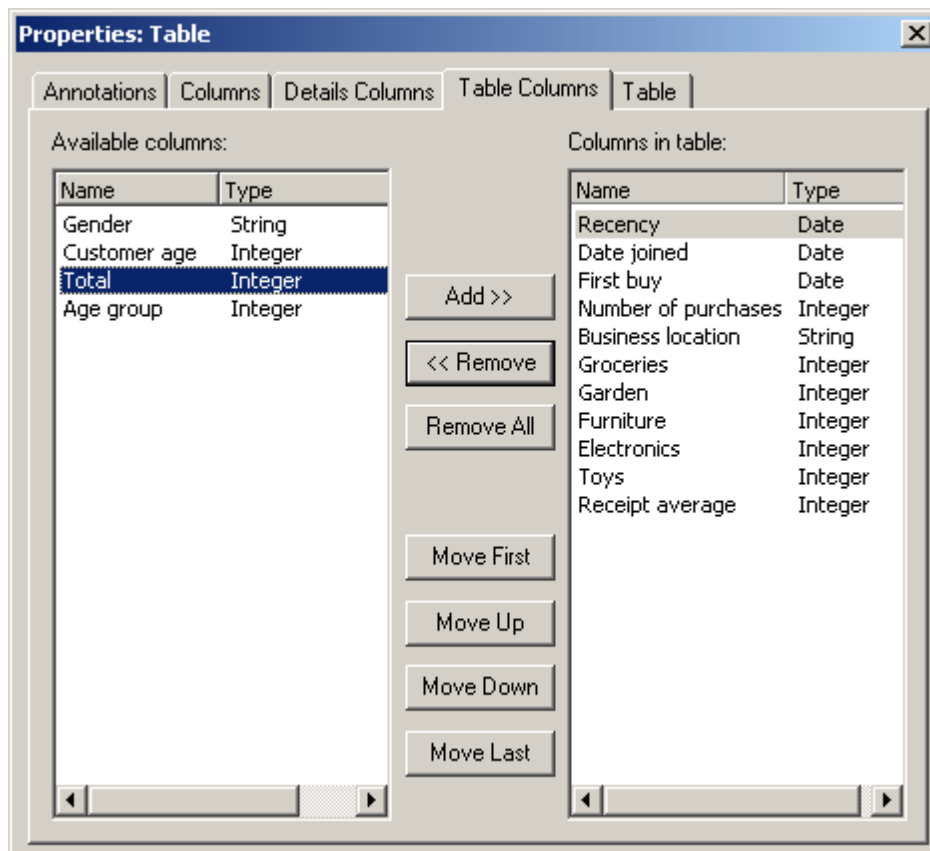 Properties: Table
Annotations Columns Details Columns Table Columns Table
Available columns:
Name Type
Gender String
Customer age Integer
Total Integer
Age group Integer
Add >>
<< Remove
Remove All
Move First
Move Up
Move Down
Move Last
Columns in table:
Name Type
Recency Date
Date joined Date
First buy Date
Number of purchases Integer
Business location String
Groceries Integer
Garden Integer
Furniture Integer
Electronics Integer
Toys Integer
Receipt average Integer